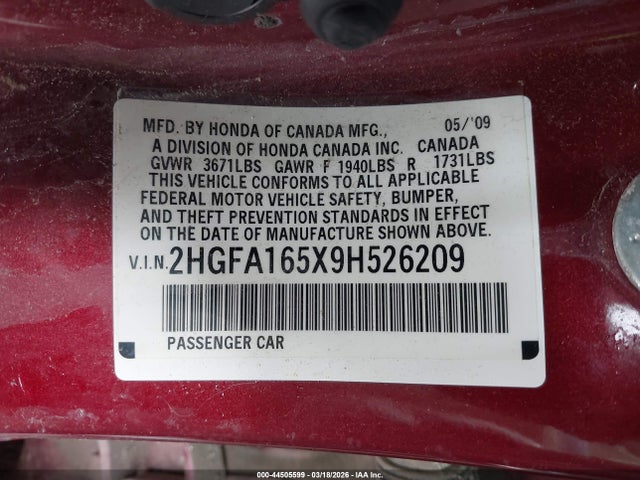 MFD. BY HONDA OF CANADA MFG., 05/'09
A DIVISION OF HONDA CANADA INC. CANADA
GVWR 3671LBS GAWR F 1940LBS R 1731LBS
THIS VEHICLE CONFORMS TO ALL APPLICABLE
FEDERAL MOTOR VEHICLE SAFETY, BUMPER,
AND THEFT PREVENTION STANDARDS IN EFFECT
ON THE DATE OF MANUFACTURE SHOWN ABOVE.
V.I.N. 2HGFA165X9H526209
PASSENGER CAR
000-44505599 | 03/18/2026 - IAA Inc.